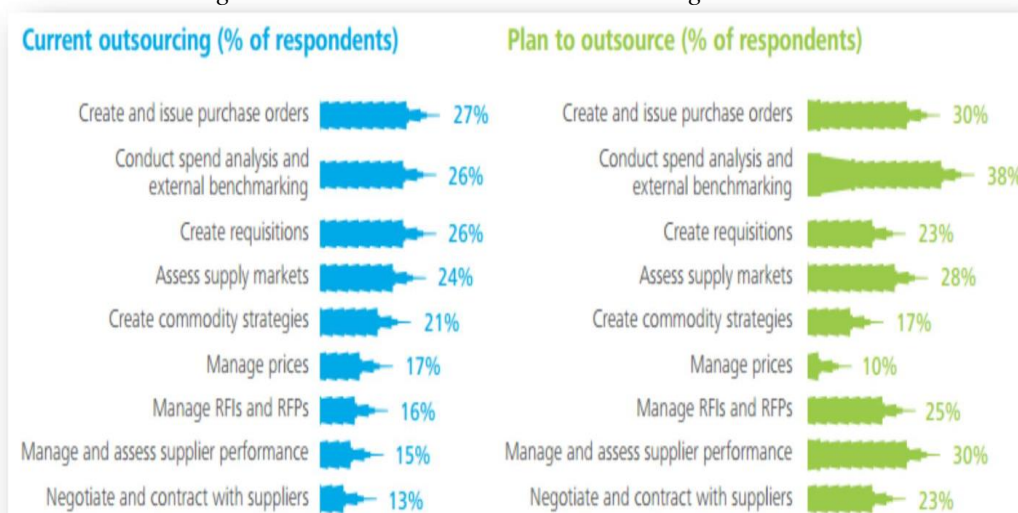 Current outsourcing (% of respondents)
Create and issue purchase orders 27%
Conduct spend analysis and
external benchmarking 26%
Create requisitions 26%
Assess supply markets 24%
Create commodity strategies 21%
Manage prices 17%
Manage RFIs and RFPs 16%
Manage and assess supplier performance 15%
Negotiate and contract with suppliers 13%
Plan to outsource (% of respondents)
Create and issue purchase orders 30%
Conduct spend analysis and
external benchmarking 38%
Create requisitions 23%
Assess supply markets 28%
Create commodity strategies 17%
Manage prices 10%
Manage RFIs and RFPs 25%
Manage and assess supplier performance 30%
Negotiate and contract with suppliers 23%